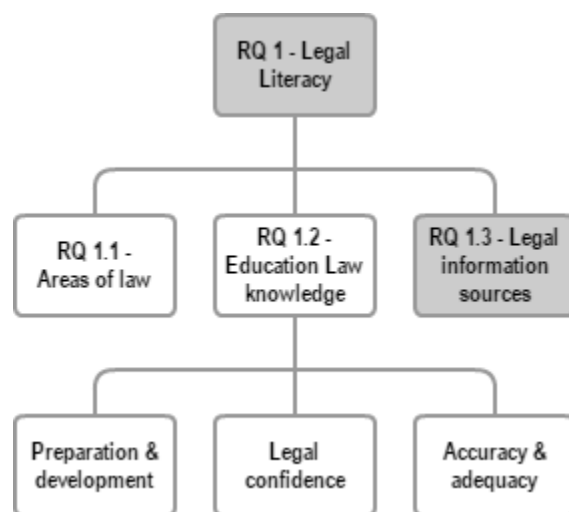 RQ 1 - Legal
Literacy
RQ 1.1 -
Areas of law
RQ 1.2 -
Education Law
knowledge
RQ 1.3 - Legal
information
sources
Preparation &
development
Legal
confidence
Accuracy &
adequacy